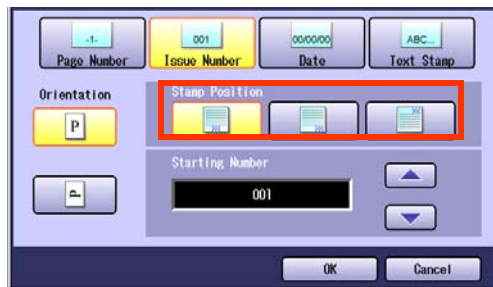 -1- 001 00/00/00 ABC...
Page Number Issue Number Date Text Stamp
Orientation
Stamp Position
P
Starting Number
001
P
OK Cancel